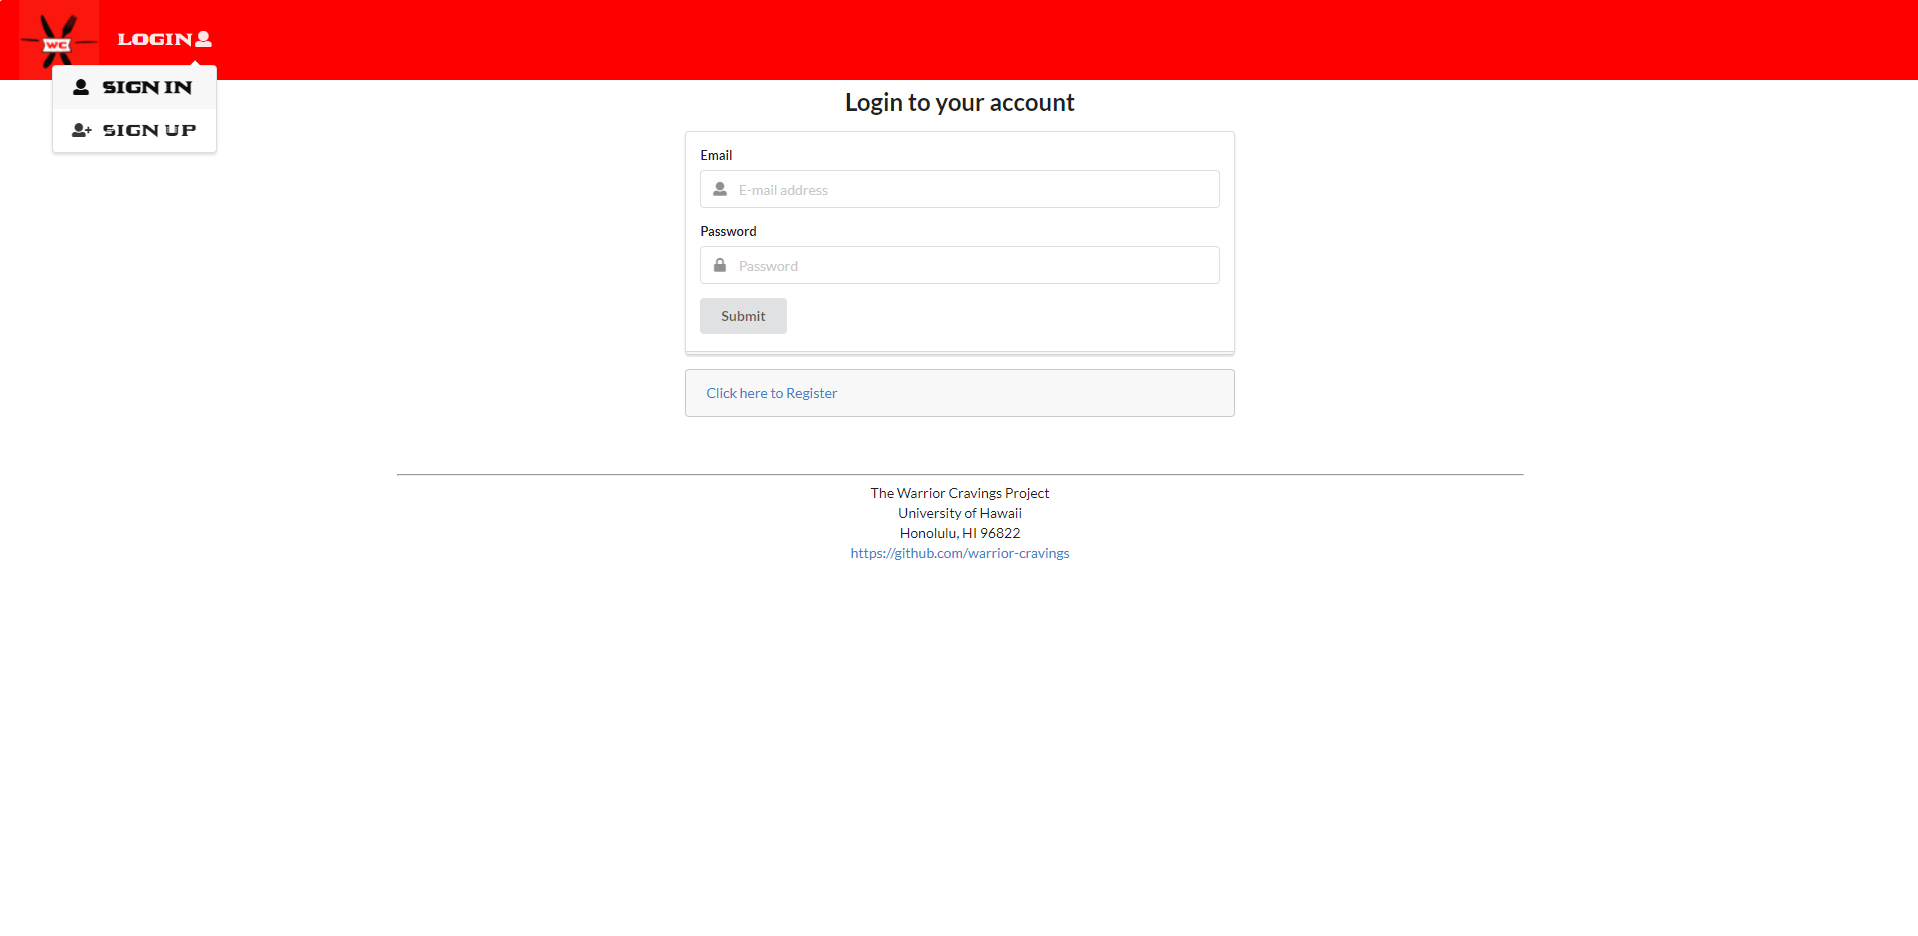 WC
LOGIN
SIGN IN
SIGN UP
Login to your account
Email
E-mail address
Password
Password
Submit
Click here to Register
The Warrior Cravings Project
University of Hawaii
Honolulu, HI 96822
https://github.com/warrior-cravings